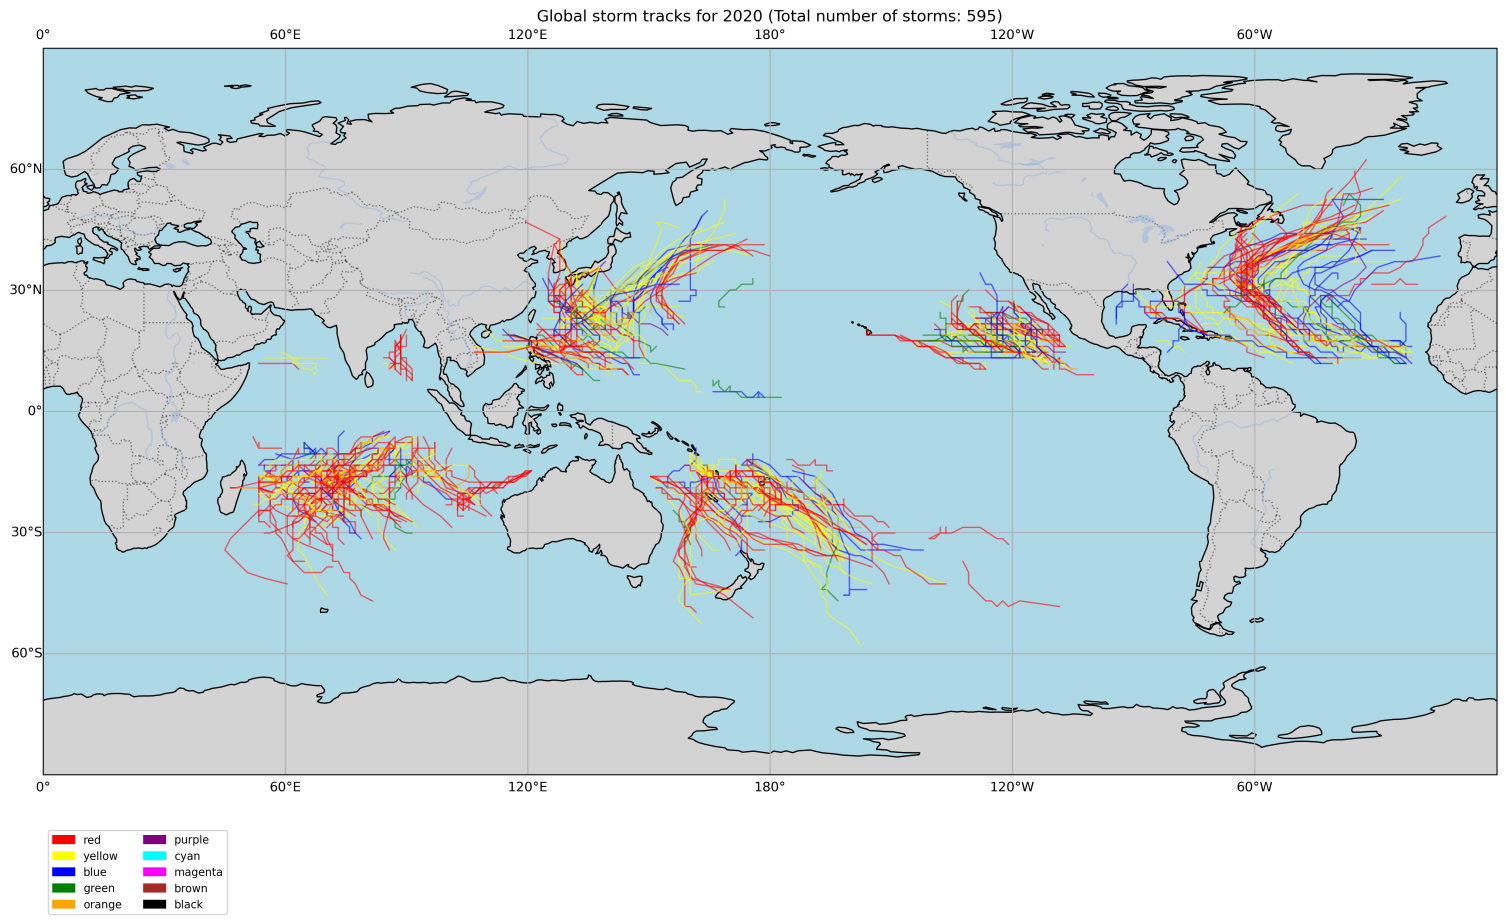 Global storm tracks for 2020 (Total number of storms: 595)
0° 60°E 120°E 180° 120°W 60°W
60°N
30°N
0°
30°S
60°S
0° 60°E 120°E 180° 120°W 60°W
red purple
yellow cyan
blue magenta
green brown
orange black